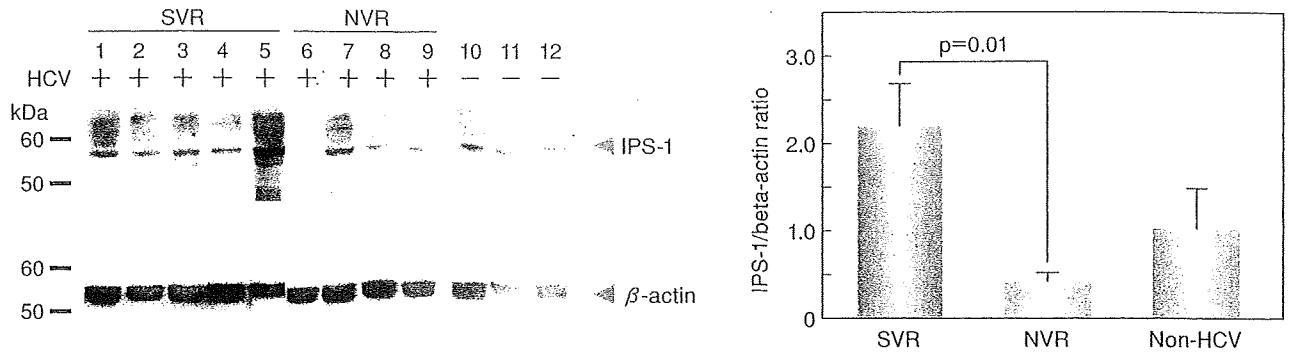 SVR NVR
1 2 3 4 5 6 7 8 9 10 11 12
HCV + + + + + + + + + − − −
kDa
60
50
IPS-1
60
50
β-actin
IPS-1/beta-actin ratio
3.0
2.0
1.0
0
p=0.01
SVR NVR Non-HCV